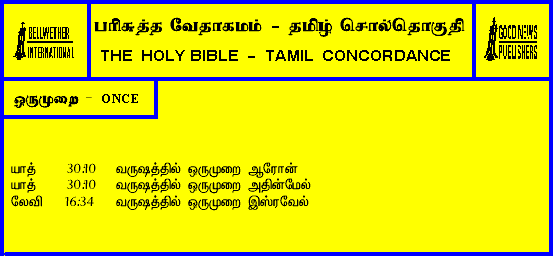 BELLWETHER
INTERNATIONAL
பரிசுத்த வேதாகமம் - தமிழ் சொல்தொகுதி
THE HOLY BIBLE - TAMIL CONCORDANCE
GOOD NEWS
PUBLISHERS
ஒருமுறை - ONCE
யாத் 30:10 வருஷத்தில் ஒருமுறை ஆரோன்
யாத் 30:10 வருஷத்தில் ஒருமுறை அதின்மேல்
லேவி 16:34 வருஷத்தில் ஒருமுறை இஸ்ரவேல்